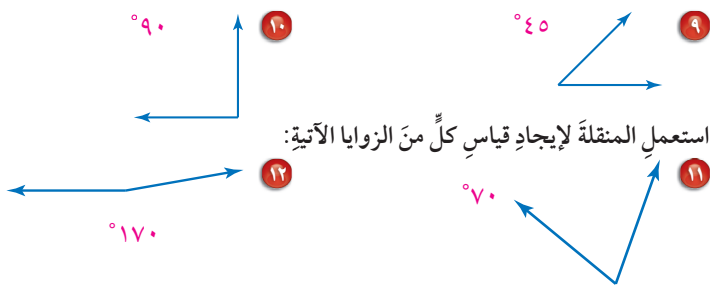 ٩ ٤٥° ١٠ ٩٠°
استعملِ المنقلةَ لإيجادِ قياسِ كلٍّ منَ الزوايا الآتيةِ:
١١ ٧٠° ١٢ ١٧٠°